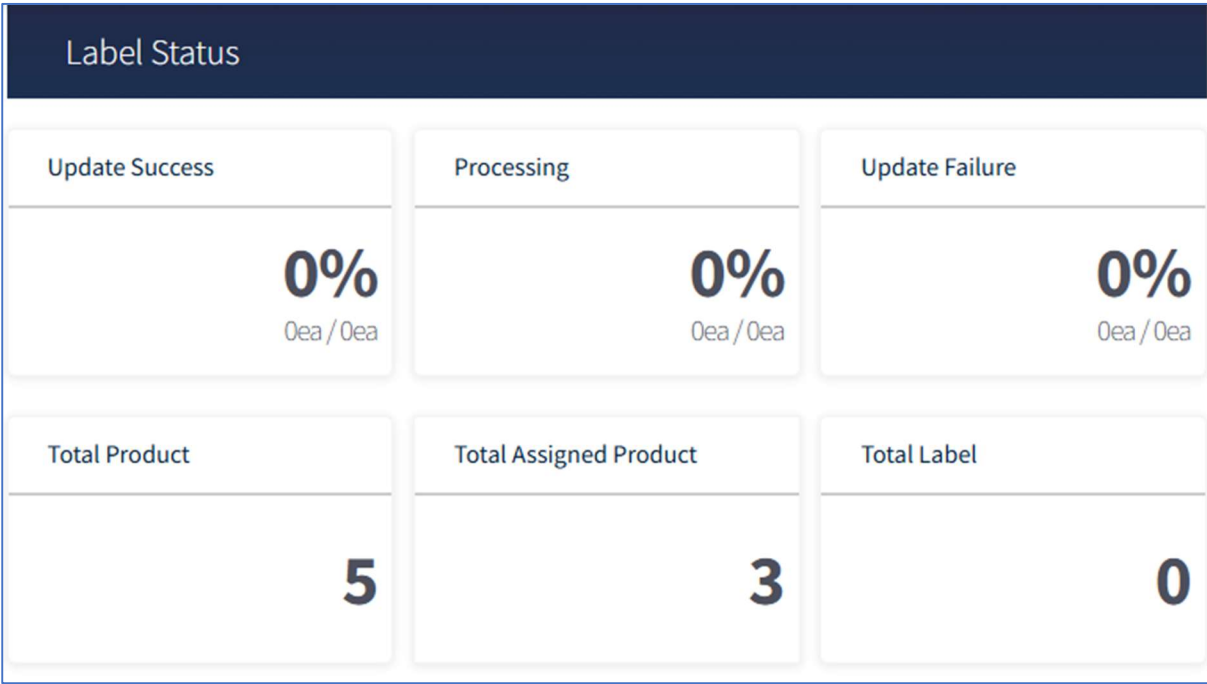 Label Status
Update Success
Processing
Update Failure
0%
0%
0%
0ea / 0ea
0ea / 0ea
0ea / 0ea
Total Product
Total Assigned Product
Total Label
5
3
0